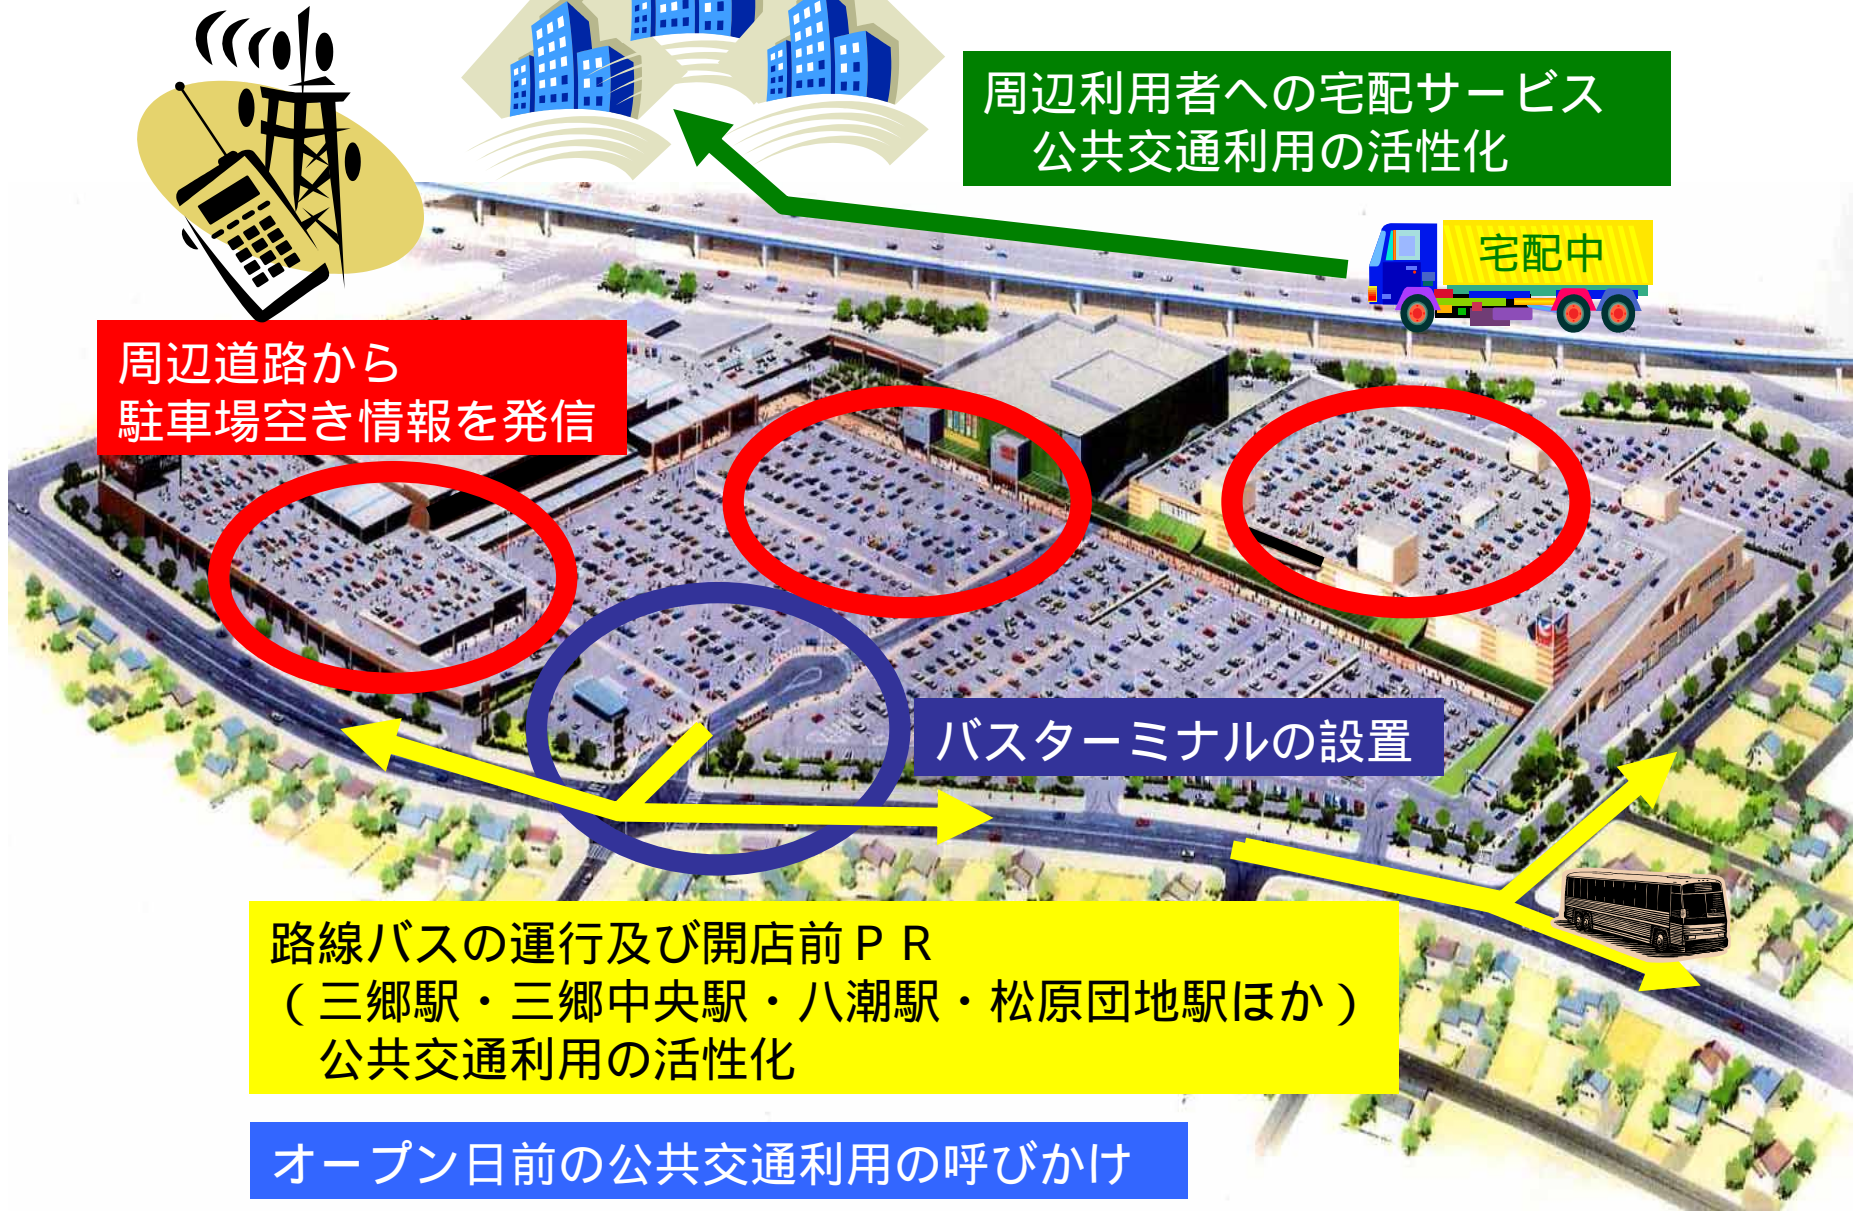 周辺利用者への宅配サービス
公共交通利用の活性化
宅配中
周辺道路から
駐車場空き情報を発信
バスターミナルの設置
路線バスの運行及び開店前ＰＲ
（三郷駅・三郷中央駅・八潮駅・松原団地駅ほか）
公共交通利用の活性化
オープン日前の公共交通利用の呼びかけ